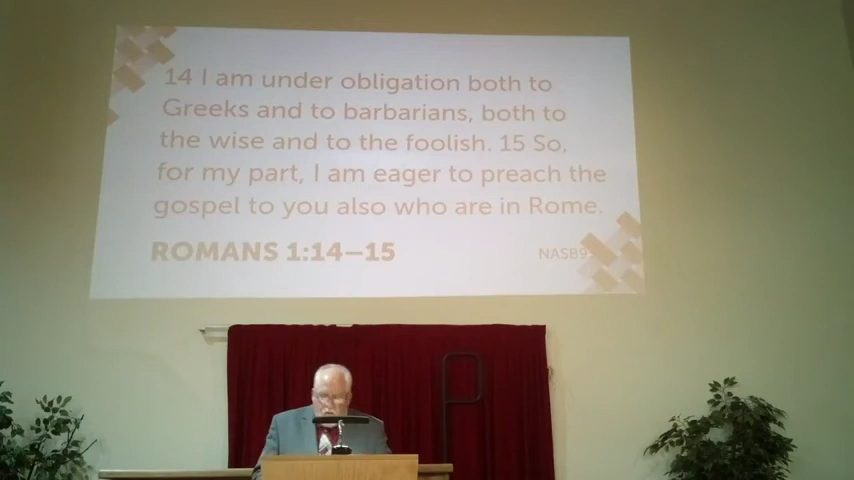 14 I am under obligation both to
Greeks and to barbarians, both to
the wise and to the foolish. 15 So,
for my part, I am eager to preach the
gospel to you also who are in Rome.
ROMANS 1:14–15
NASB9